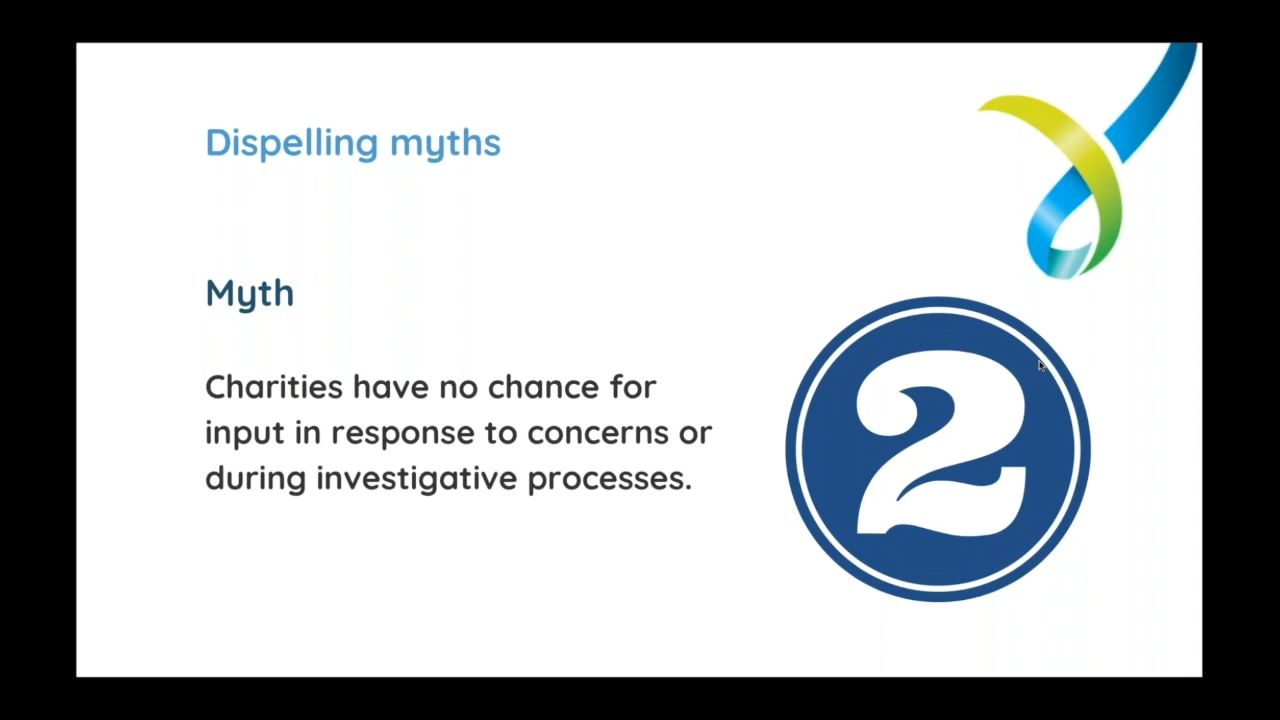 Dispelling myths
Myth
Charities have no chance for
input in response to concerns or
during investigative processes.
2